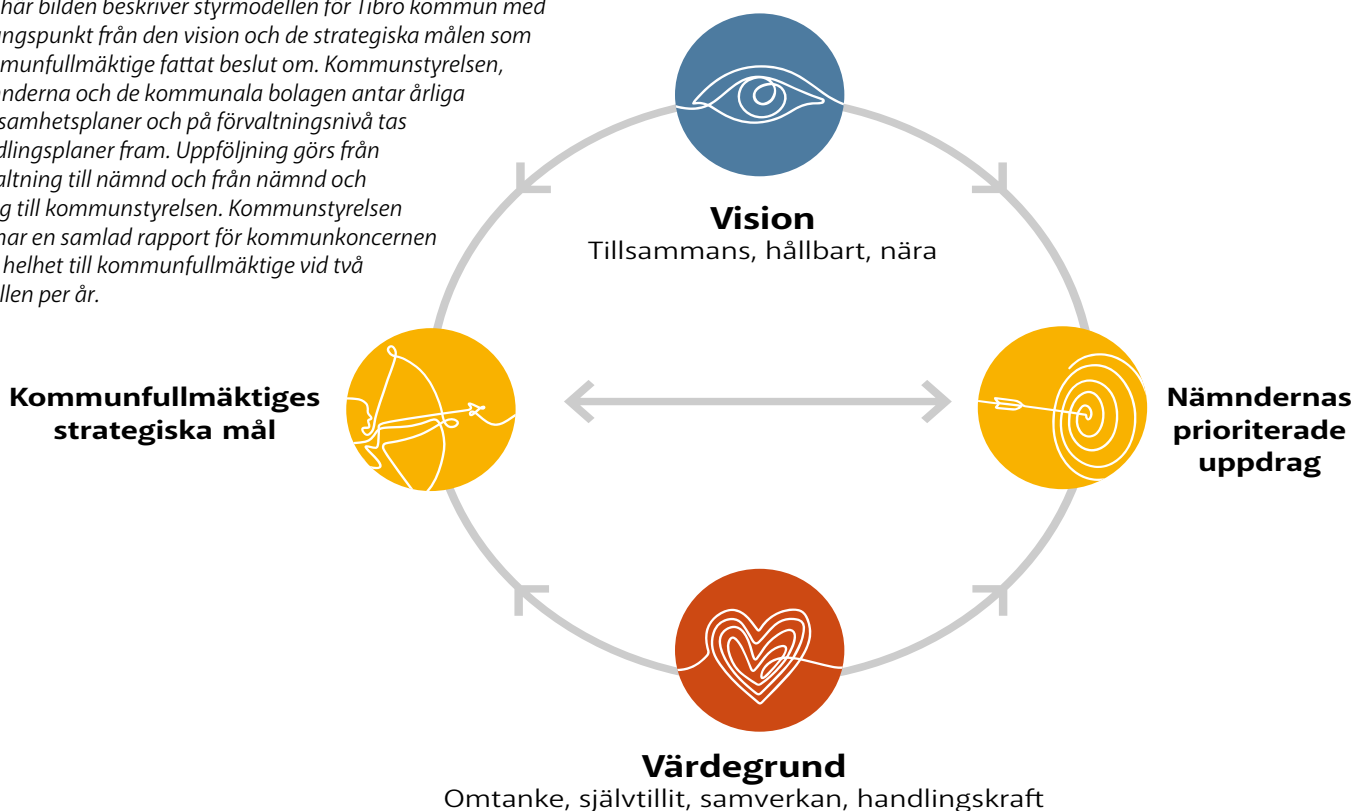 här bilden beskriver styrmodellen för Tibro kommun med
ngspunkt från den vision och de strategiska målen som
munfullmäktige fattat beslut om. Kommunstyrelsen,
nderna och de kommunala bolagen antar årliga
samhetsplaner och på förvaltningsnivå tas
dlingsplaner fram. Uppföljning görs från
altning till nämnd och från nämnd och
g till kommunstyrelsen. Kommunstyrelsen
nar en samlad rapport för kommunkoncernen
helhet till kommunfullmäktige vid två
llen per år.
Vision
Tillsammans, hållbart, nära
Kommunfullmäktiges
strategiska mål
Nämndernas
prioriterade
uppdrag
Värdegrund
Omtanke, självtillit, samverkan, handlingskraft